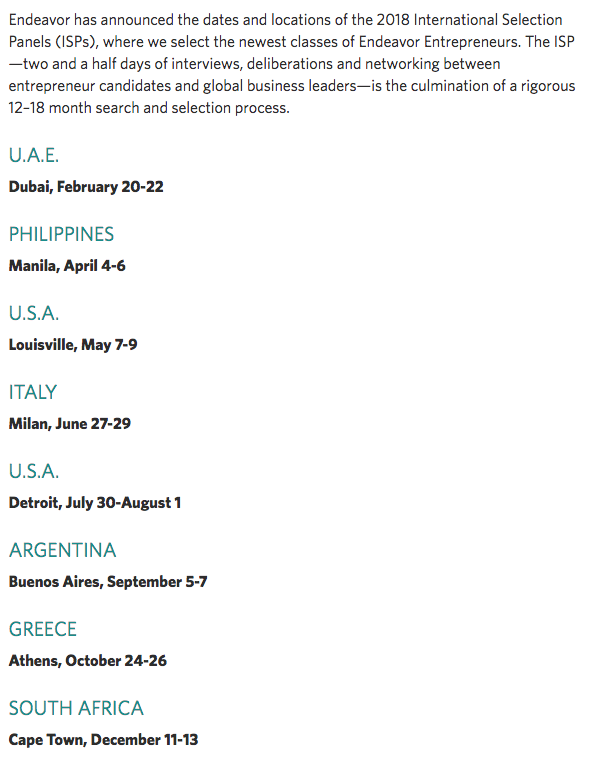 Endeavor has announced the dates and locations of the 2018 International Selection
Panels (ISPs), where we select the newest classes of Endeavor Entrepreneurs. The ISP
—two and a half days of interviews, deliberations and networking between
entrepreneur candidates and global business leaders—is the culmination of a rigorous
12–18 month search and selection process.
U.A.E.
Dubai, February 20-22
PHILIPPINES
Manila, April 4-6
U.S.A.
Louisville, May 7-9
ITALY
Milan, June 27-29
U.S.A.
Detroit, July 30-August 1
ARGENTINA
Buenos Aires, September 5-7
GREECE
Athens, October 24-26
SOUTH AFRICA
Cape Town, December 11-13